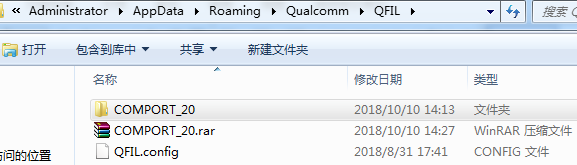 Administrator ▸ AppData ▸ Roaming ▸ Qualcomm ▸ QFIL ▸ 搜索 Q
打开 包含到库中 ▾ 共享 ▾ 新建文件夹
名称 修改日期 类型
COMPORT_20 2018/10/10 14:13 文件夹
COMPORT_20.rar 2018/10/10 14:27 WinRAR 压缩文件
QFIL.config 2018/8/31 17:41 CONFIG 文件
访问的位置